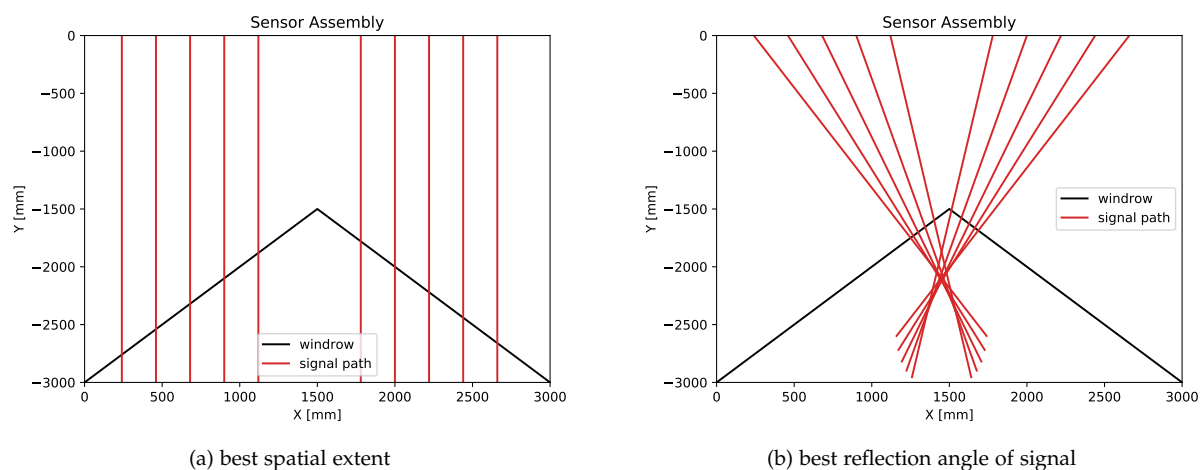 Sensor Assembly
0
−500
−1000
−1500
−2000
−2500
−3000
Y [mm]
windrow
signal path
0 500 1000 1500 2000 2500 3000
X [mm]
(a) best spatial extent
Sensor Assembly
0
−500
−1000
−1500
−2000
−2500
−3000
Y [mm]
windrow
signal path
0 500 1000 1500 2000 2500 3000
X [mm]
(b) best reflection angle of signal